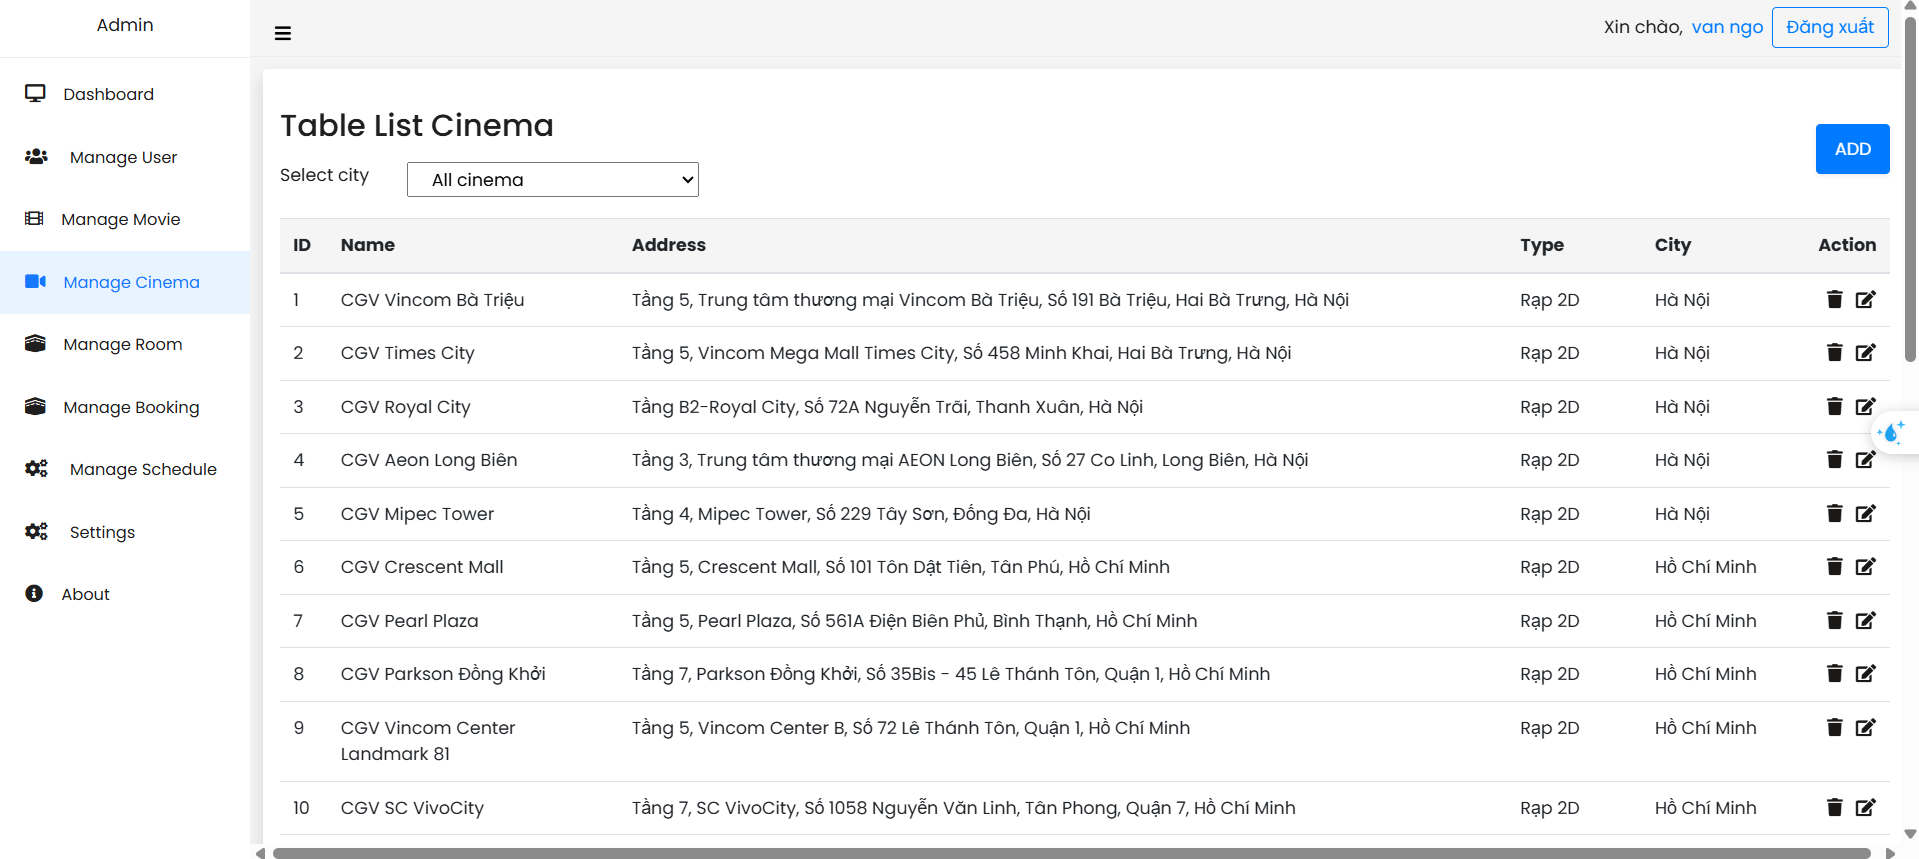 Admin
Xin chào, van ngo Đăng xuất
Dashboard
Manage User
Manage Movie
Manage Cinema
Manage Room
Manage Booking
Manage Schedule
Settings
About
Table List Cinema
ADD
Select city All cinema
ID Name Address Type City Action
1 CGV Vincom Bà Triệu Tầng 5, Trung tâm thương mại Vincom Bà Triệu, Số 191 Bà Triệu, Hai Bà Trưng, Hà Nội Rạp 2D Hà Nội
2 CGV Times City Tầng 5, Vincom Mega Mall Times City, Số 458 Minh Khai, Hai Bà Trưng, Hà Nội Rạp 2D Hà Nội
3 CGV Royal City Tầng B2-Royal City, Số 72A Nguyễn Trãi, Thanh Xuân, Hà Nội Rạp 2D Hà Nội
4 CGV Aeon Long Biên Tầng 3, Trung tâm thương mại AEON Long Biên, Số 27 Co Linh, Long Biên, Hà Nội Rạp 2D Hà Nội
5 CGV Mipec Tower Tầng 4, Mipec Tower, Số 229 Tây Sơn, Đống Đa, Hà Nội Rạp 2D Hà Nội
6 CGV Crescent Mall Tầng 5, Crescent Mall, Số 101 Tôn Dật Tiên, Tân Phú, Hồ Chí Minh Rạp 2D Hồ Chí Minh
7 CGV Pearl Plaza Tầng 5, Pearl Plaza, Số 561A Điện Biên Phủ, Bình Thạnh, Hồ Chí Minh Rạp 2D Hồ Chí Minh
8 CGV Parkson Đồng Khởi Tầng 7, Parkson Đồng Khởi, Số 35Bis - 45 Lê Thánh Tôn, Quận 1, Hồ Chí Minh Rạp 2D Hồ Chí Minh
9 CGV Vincom Center Tầng 5, Vincom Center B, Số 72 Lê Thánh Tôn, Quận 1, Hồ Chí Minh Rạp 2D Hồ Chí Minh
Landmark 81
10 CGV SC VivoCity Tầng 7, SC VivoCity, Số 1058 Nguyễn Văn Linh, Tân Phong, Quận 7, Hồ Chí Minh Rạp 2D Hồ Chí Minh